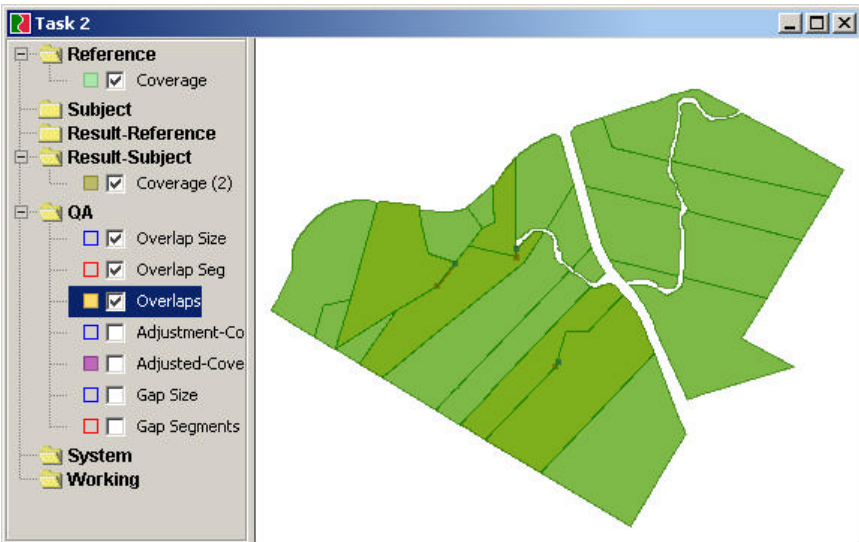 Task 2
Reference
Coverage
Subject
Result-Reference
Result-Subject
Coverage (2)
QA
Overlap Size
Overlap Seg
Overlaps
Adjustment-Co
Adjusted-Cove
Gap Size
Gap Segments
System
Working